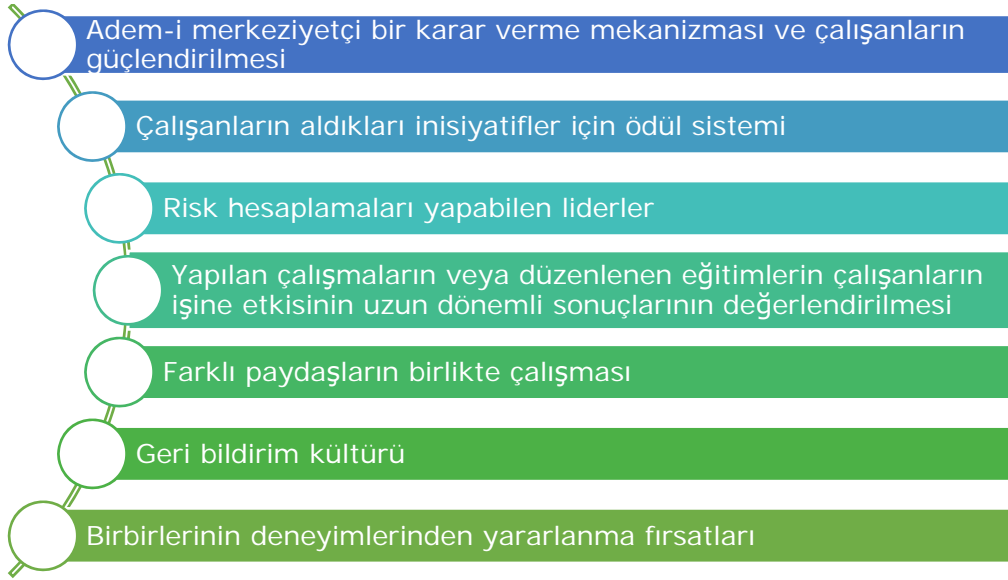 Adem-i merkeziyetçi bir karar verme mekanizması ve çalışanların
güçlendirilmesi
Çalışanların aldıkları inisiyatifler için ödül sistemi
Risk hesaplamaları yapabilen liderler
Yapılan çalışmaların veya düzenlenen eğitimlerin çalışanların
işine etkisinin uzun dönemli sonuçlarının değerlendirilmesi
Farklı paydaşların birlikte çalışması
Geri bildirim kültürü
Birbirlerinin deneyimlerinden yararlanma fırsatları